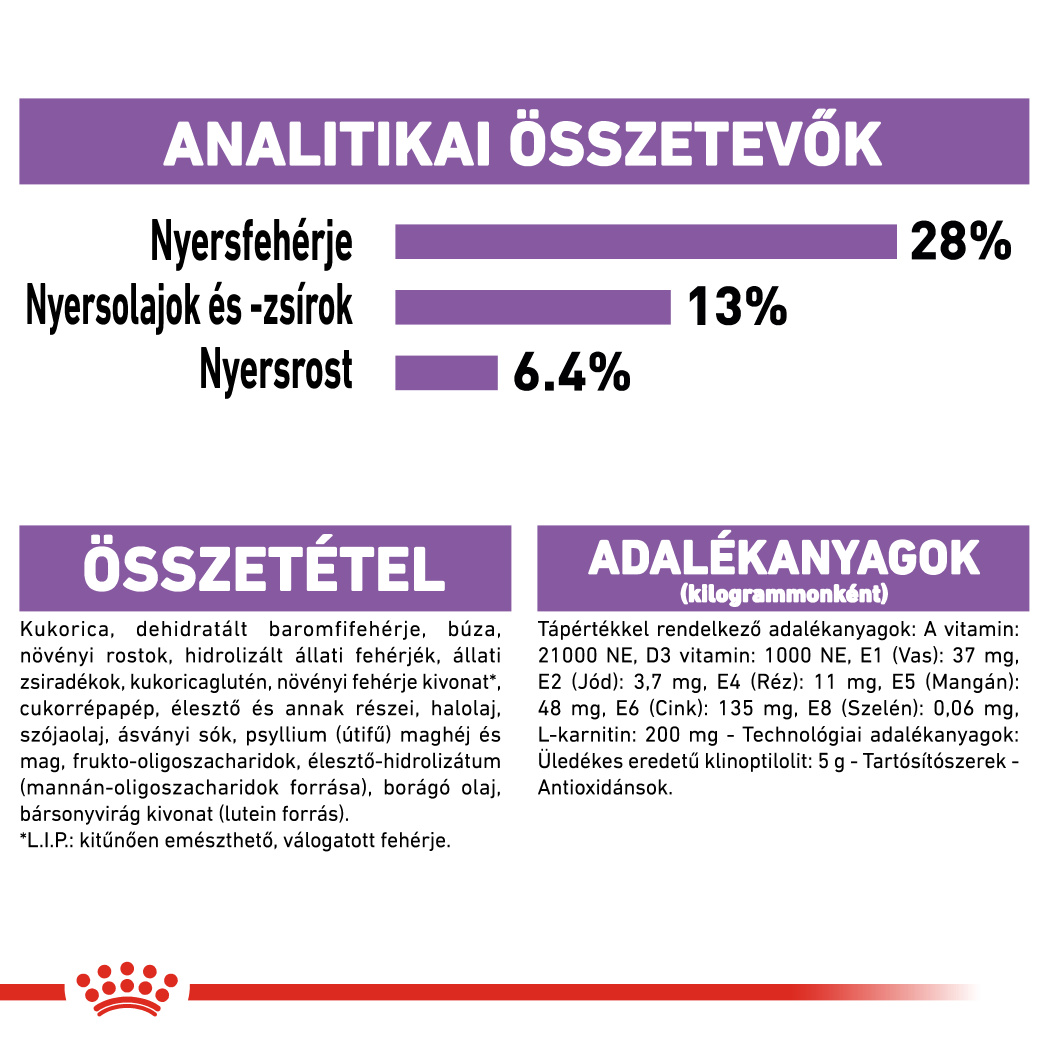 ANALITIKAI ÖSSZETEVŐK
Nyersfehérje 28%
Nyersolajok és -zsírok 13%
Nyersrost 6.4%
ÖSSZETÉTEL
Kukorica, dehidratált baromfifehérje, búza,
növényi rostok, hidrolizált állati fehérjék, állati
zsiradékok, kukoricaglutén, növényi fehérje kivonat*,
cukorrépapép, élesztő és annak részei, halolaj,
szójaolaj, ásványi sók, psyllium (útifű) maghéj és
mag, frukto-oligoszacharidok, élesztő-hidrolizátum
(mannán-oligoszacharidok forrása), borágó olaj,
bársonyvirág kivonat (lutein forrás).
*L.I.P.: kitűnően emészthető, válogatott fehérje.
ADALÉKANYAGOK
(kilogrammonként)
Tápértékkel rendelkező adalékanyagok: A vitamin:
21000 NE, D3 vitamin: 1000 NE, E1 (Vas): 37 mg,
E2 (Jód): 3,7 mg, E4 (Réz): 11 mg, E5 (Mangán):
48 mg, E6 (Cink): 135 mg, E8 (Szelén): 0,06 mg,
L-karnitin: 200 mg - Technológiai adalékanyagok:
Üledékes eredetű klinoptilolit: 5 g - Tartósítószerek -
Antioxidánsok.